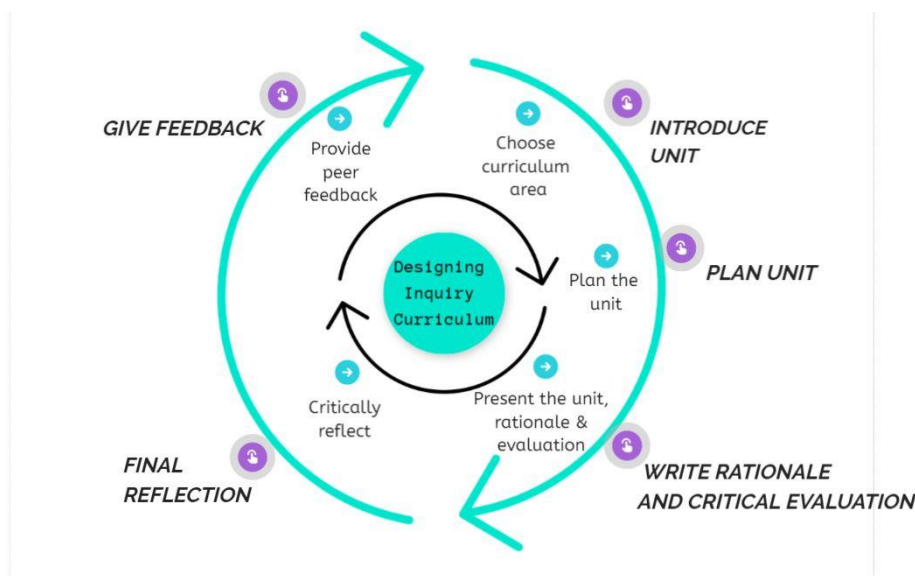 GIVE FEEDBACK
Provide
peer
feedback
Choose
curriculum
area
INTRODUCE
UNIT
Designing
Inquiry
Curriculum
Plan the
unit
PLAN UNIT
Present the unit,
rationale &
evaluation
WRITE RATIONALE
AND CRITICAL EVALUATION
Critically
reflect
FINAL
REFLECTION